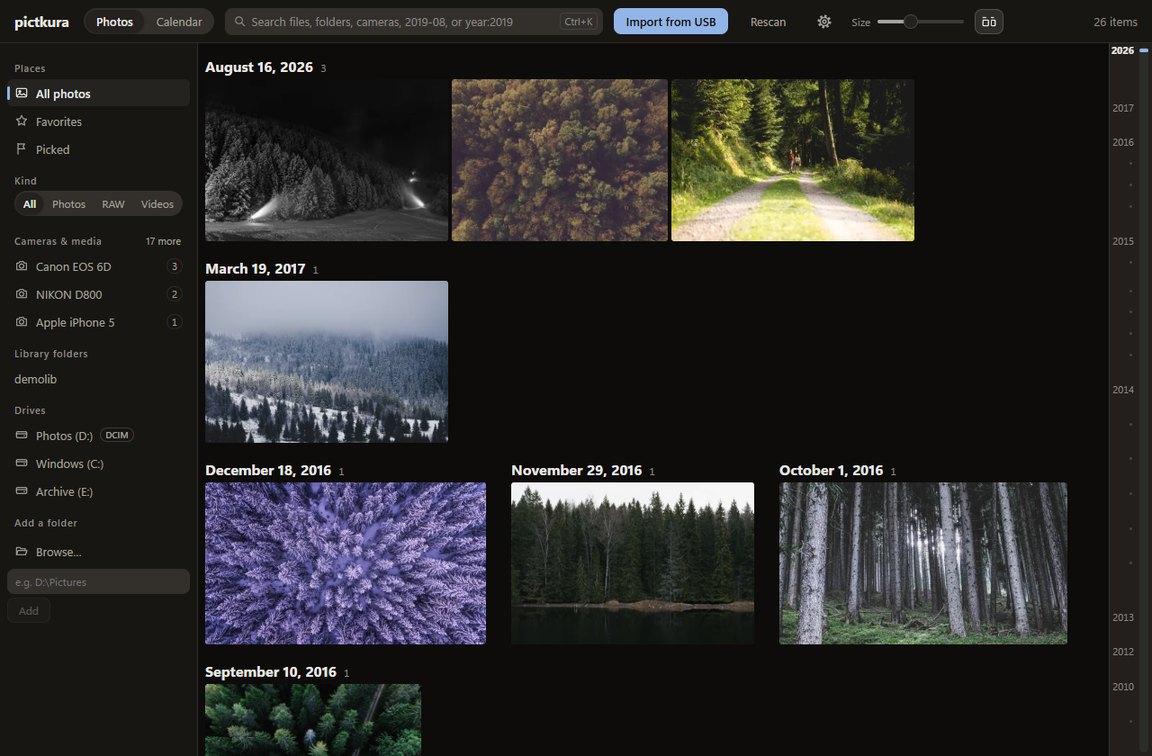 pictkura Photos Calendar Search files, folders, cameras, 2019-08, or year:2019 Ctrl+K Import from USB Rescan Size 26 items
Places
All photos
Favorites
Picked
Kind
All Photos RAW Videos
Cameras & media 17 more
Canon EOS 6D 3
NIKON D800 2
Apple iPhone 5 1
Library folders
demolib
Drives
Photos (D:) DCIM
Windows (C:)
Archive (E:)
Add a folder
Browse...
e.g. D:\Pictures
Add
August 16, 2026 3
March 19, 2017 1
December 18, 2016 1 November 29, 2016 1 October 1, 2016 1
September 10, 2016 1
2026
2017
2016
2015
2014
2013
2012
2010